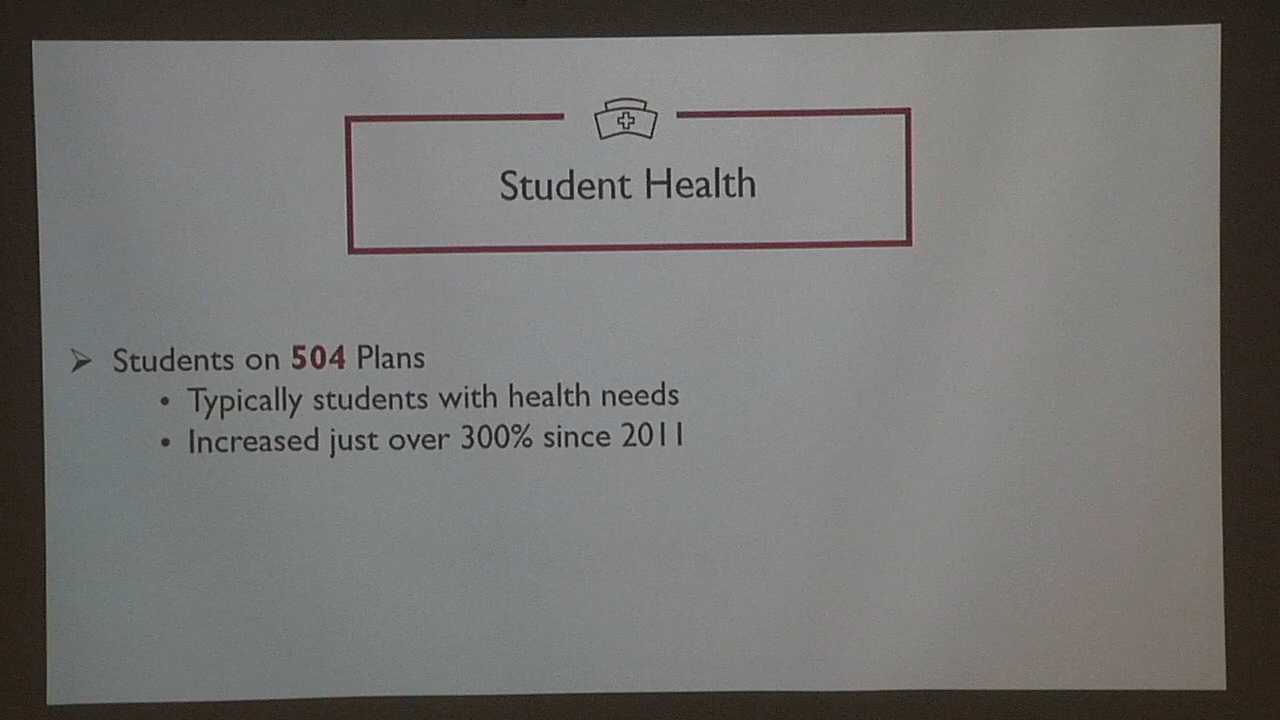 Student Health
➢ Students on 504 Plans
• Typically students with health needs
• Increased just over 300% since 2011